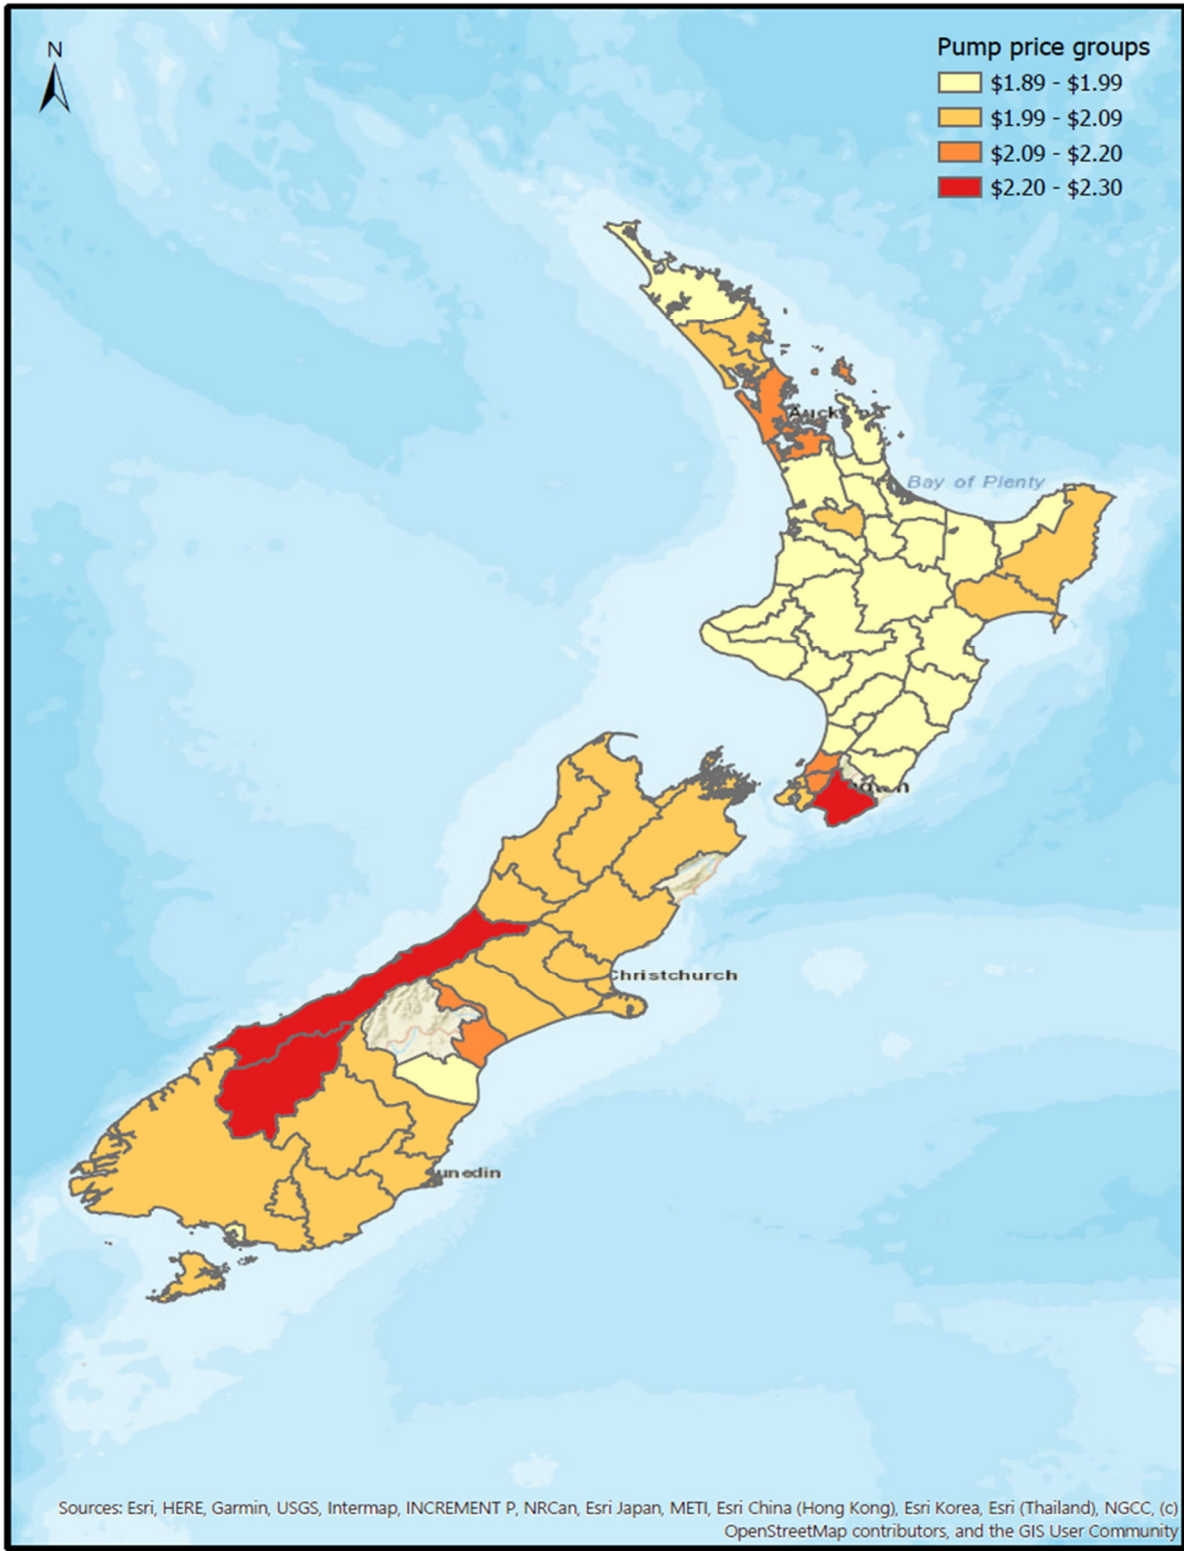 N
Pump price groups
$1.89 - $1.99
$1.99 - $2.09
$2.09 - $2.20
$2.20 - $2.30
Auck
Bay of Plenty
Christchurch
unedin
Sources: Esri, HERE, Garmin, USGS, Intermap, INCREMENT P, NRCan, Esri Japan, METI, Esri China (Hong Kong), Esri Korea, Esri (Thailand), NGCC, (c)
OpenStreetMap contributors, and the GIS User Community